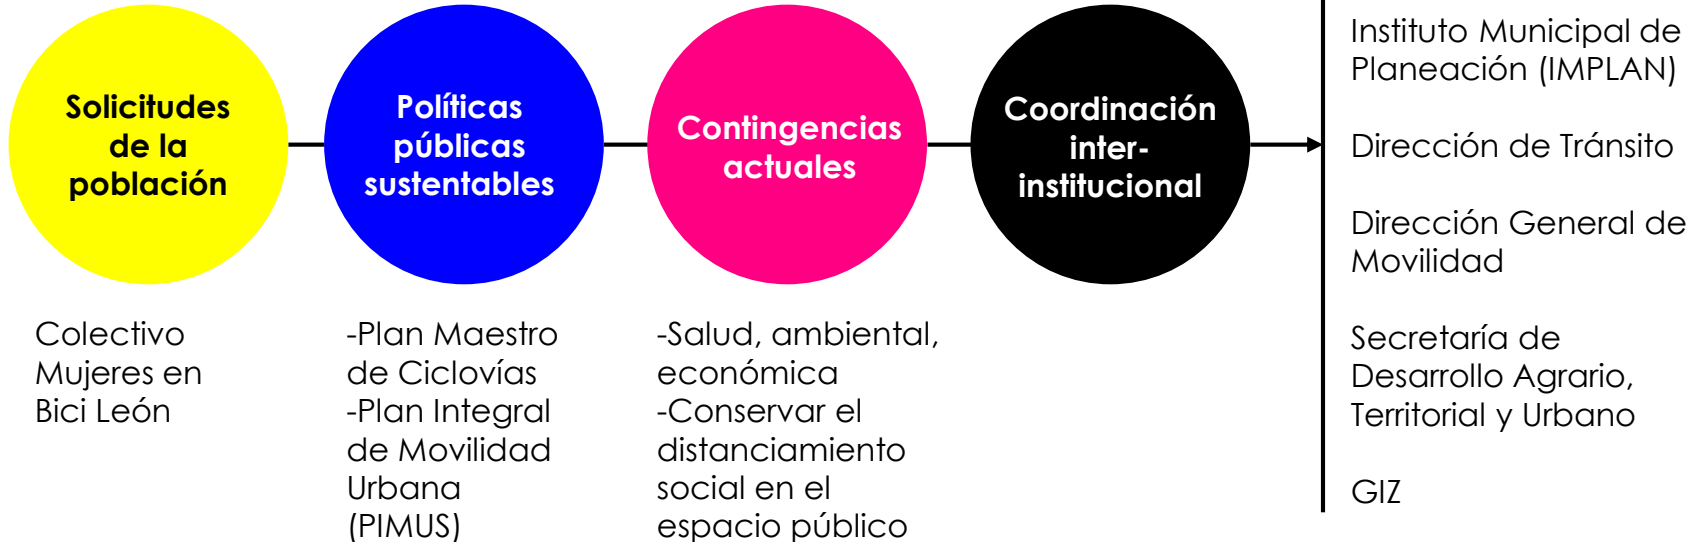 Solicitudes
de la
población
Colectivo
Mujeres en
Bici León
Políticas
públicas
sustentables
-Plan Maestro
de Ciclovías
-Plan Integral
de Movilidad
Urbana
(PIMUS)
Contingencias
actuales
-Salud, ambiental,
económica
-Conservar el
distanciamiento
social en el
espacio público
Coordinación
inter-
institucional
Instituto Municipal de
Planeación (IMPLAN)
Dirección de Tránsito
Dirección General de
Movilidad
Secretaría de
Desarrollo Agrario,
Territorial y Urbano
GIZ